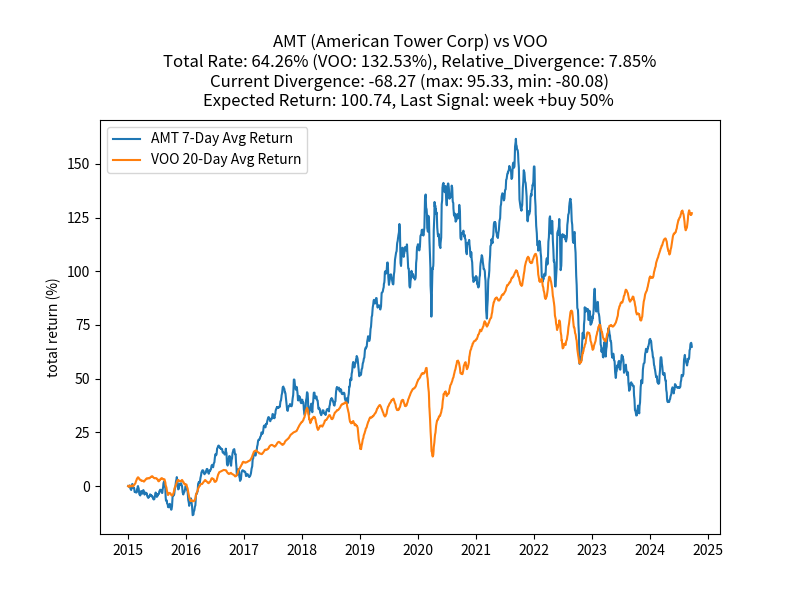 AMT (American Tower Corp) vs VOO
Total Rate: 64.26% (VOO: 132.53%), Relative_Divergence: 7.85%
Current Divergence: -68.27 (max: 95.33, min: -80.08)
Expected Return: 100.74, Last Signal: week +buy 50%
AMT 7-Day Avg Return
VOO 20-Day Avg Return
total return (%)
150
125
100
75
50
25
0
2015 2016 2017 2018 2019 2020 2021 2022 2023 2024 2025